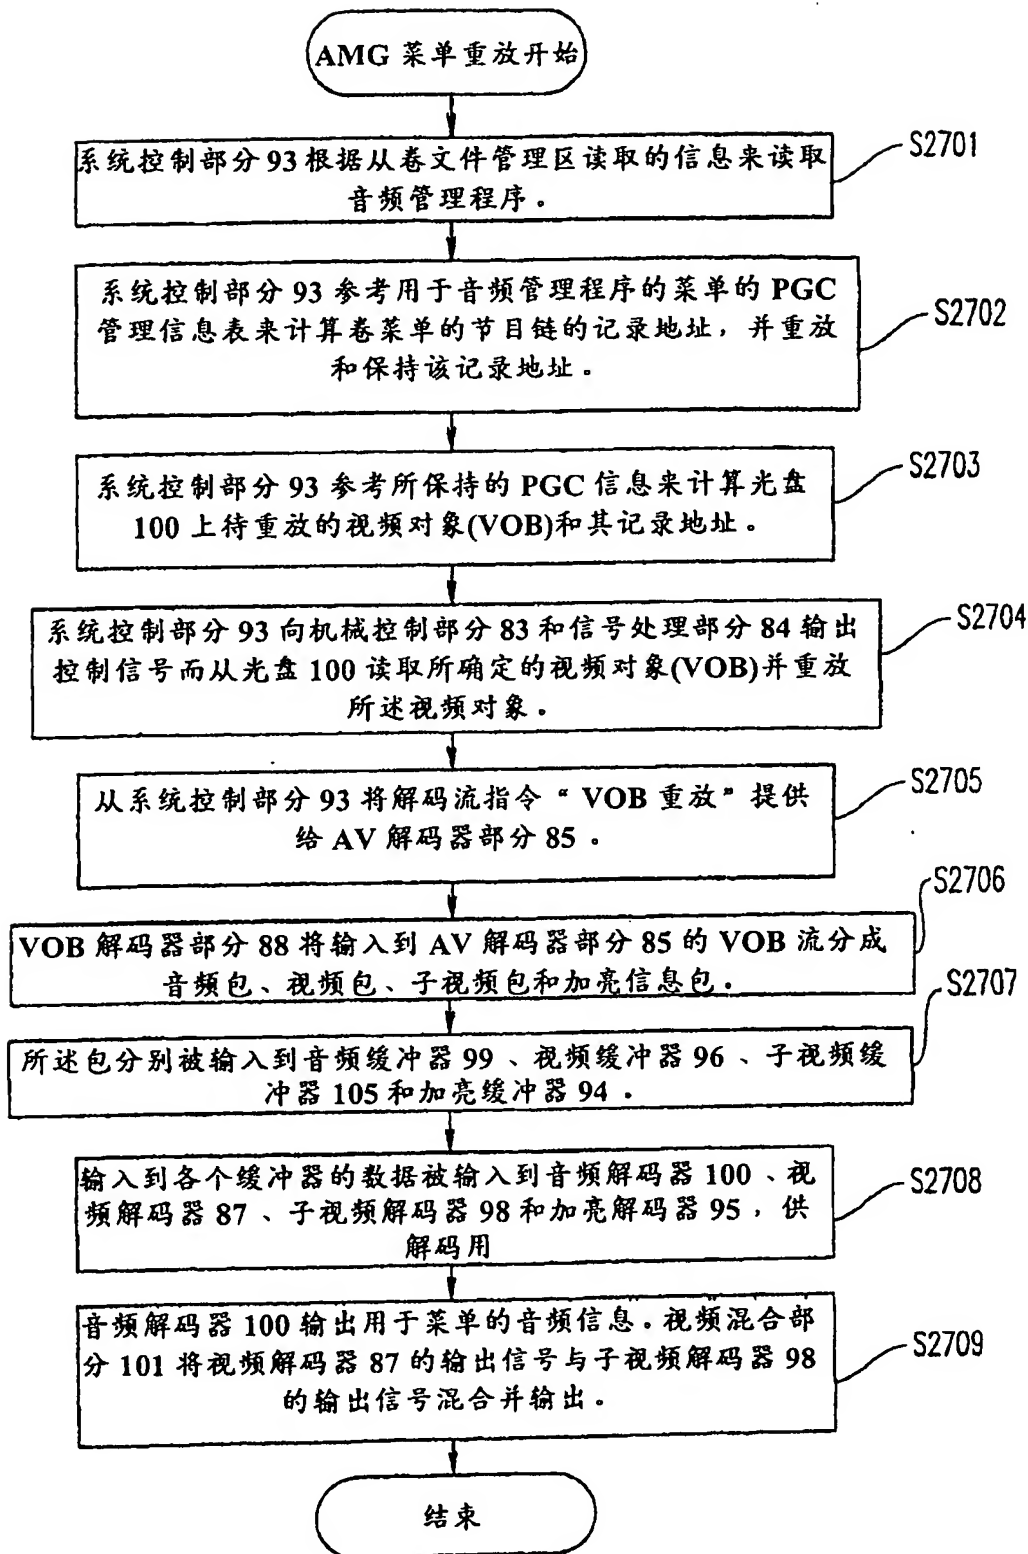 AMG 菜单重放开始
系统控制部分 93 根据从卷文件管理区读取的信息来读取
音频管理程序。
S2701
系统控制部分 93 参考用于音频管理程序的菜单的 PGC
管理信息表来计算卷菜单的节目链的记录地址，并重放
和保持该记录地址。
S2702
系统控制部分 93 参考所保持的 PGC 信息来计算光盘
100 上待重放的视频对象(VOB)和其记录地址。
S2703
系统控制部分 93 向机械控制部分 83 和信号处理部分 84 输出
控制信号而从光盘 100 读取所确定的视频对象(VOB)并重放
所述视频对象。
S2704
从系统控制部分 93 将解码流指令“VOB 重放”提供
给 AV 解码器部分 85。
S2705
VOB 解码器部分 88 将输入到 AV 解码器部分 85 的 VOB 流分成
音频包、视频包、子视频包和加亮信息包。
S2706
所述包分别被输入到音频缓冲器 99、视频缓冲器 96、子视频缓
冲器 105 和加亮缓冲器 94。
S2707
输入到各个缓冲器的数据被输入到音频解码器 100、视
频解码器 87、子视频解码器 98 和加亮解码器 95，供
解码用
S2708
音频解码器 100 输出用于菜单的音频信息。视频混合部
分 101 将视频解码器 87 的输出信号与子视频解码器 98
的输出信号混合并输出。
S2709
结束